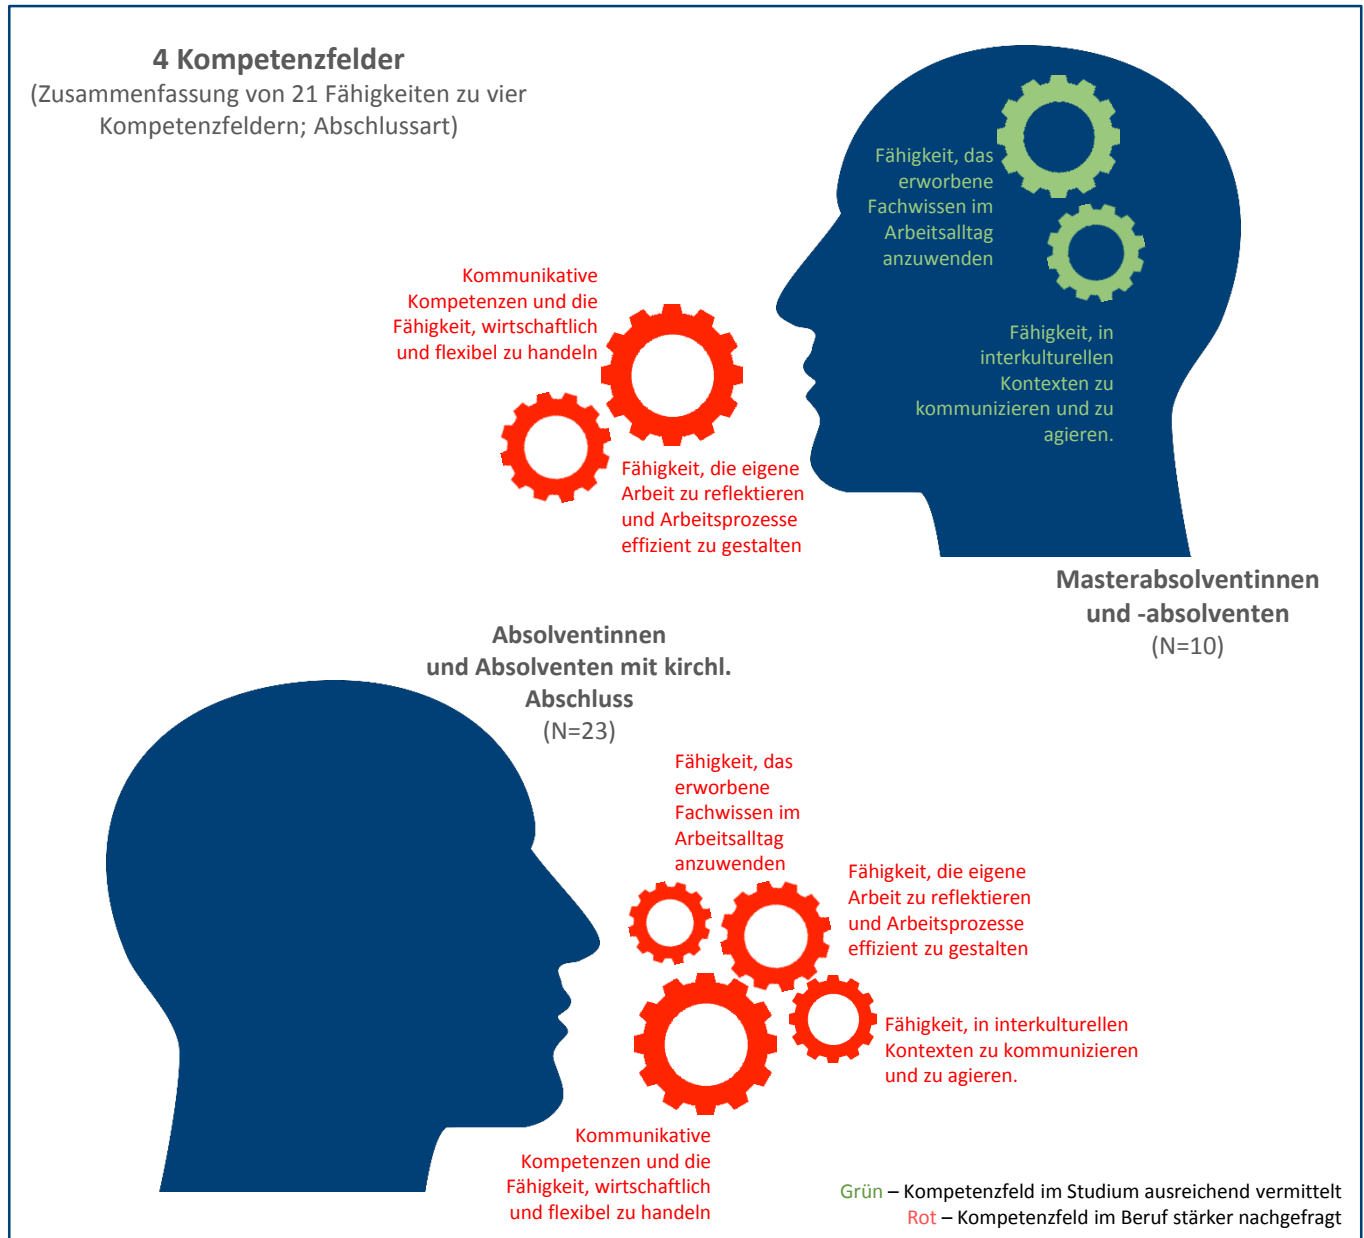 4 Kompetenzfelder
(Zusammenfassung von 21 Fähigkeiten zu vier
Kompetenzfeldern; Abschlussart)
Fähigkeit, das
erworbene
Fachwissen im
Arbeitsalltag
anzuwenden
Fähigkeit, in
interkulturellen
Kontexten zu
kommunizieren und zu
agieren.
Kommunikative
Kompetenzen und die
Fähigkeit, wirtschaftlich
und flexibel zu handeln
Fähigkeit, die eigene
Arbeit zu reflektieren
und Arbeitsprozesse
effizient zu gestalten
Masterabsolventinnen
und -absolventen
(N=10)
Absolventinnen
und Absolventen mit kirchl.
Abschluss
(N=23)
Fähigkeit, das
erworbene
Fachwissen im
Arbeitsalltag
anzuwenden
Fähigkeit, die eigene
Arbeit zu reflektieren
und Arbeitsprozesse
effizient zu gestalten
Fähigkeit, in interkulturellen
Kontexten zu kommunizieren
und zu agieren.
Kommunikative
Kompetenzen und die
Fähigkeit, wirtschaftlich
und flexibel zu handeln
Grün – Kompetenzfeld im Studium ausreichend vermittelt
Rot – Kompetenzfeld im Beruf stärker nachgefragt